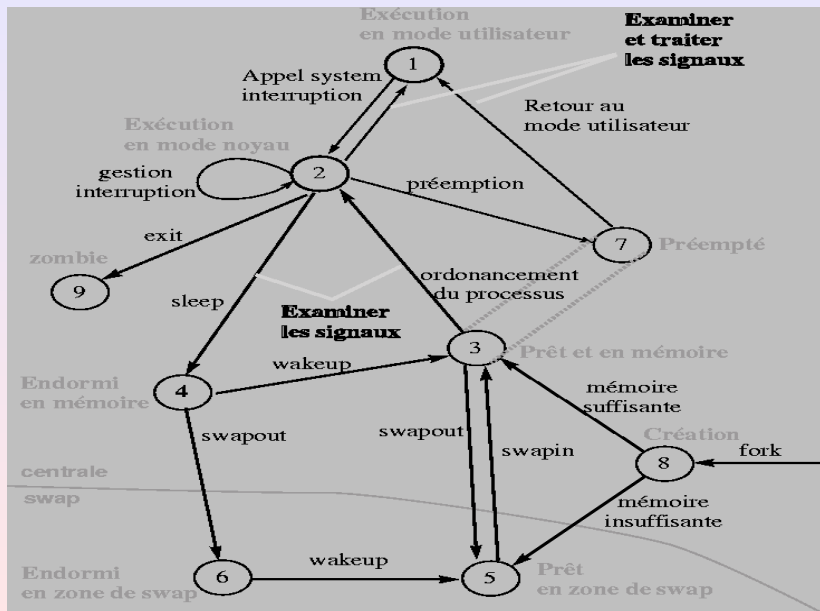 Exécution
en mode utilisateur
Examiner
et traiter
les signaux
1
Appel system
interruption
Retour au
mode utilisateur
Exécution
en mode noyau
gestion
interruption
2
préemption
exit
7
Préempté
zombie
9
sleep
ordonancement
du processus
Examiner
les signaux
wakeup
3
Prêt et en mémoire
Endormi
en mémoire
4
mémoire
suffisante
swapout
swapout
swapin
Création
8
fork
centrale
swap
mémoire
insuffisante
wakeup
Endormi
en zone de swap
6
5
Prêt
en zone de swap